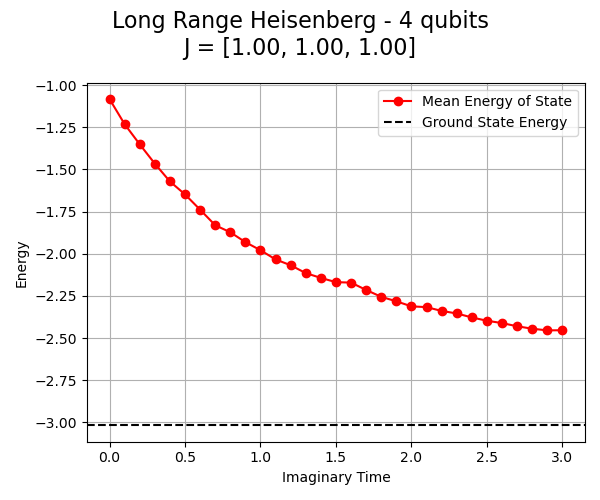 Long Range Heisenberg - 4 qubits
J = [1.00, 1.00, 1.00]
Mean Energy of State
Ground State Energy
Energy
−1.00
−1.25
−1.50
−1.75
−2.00
−2.25
−2.50
−2.75
−3.00
0.0 0.5 1.0 1.5 2.0 2.5 3.0
Imaginary Time